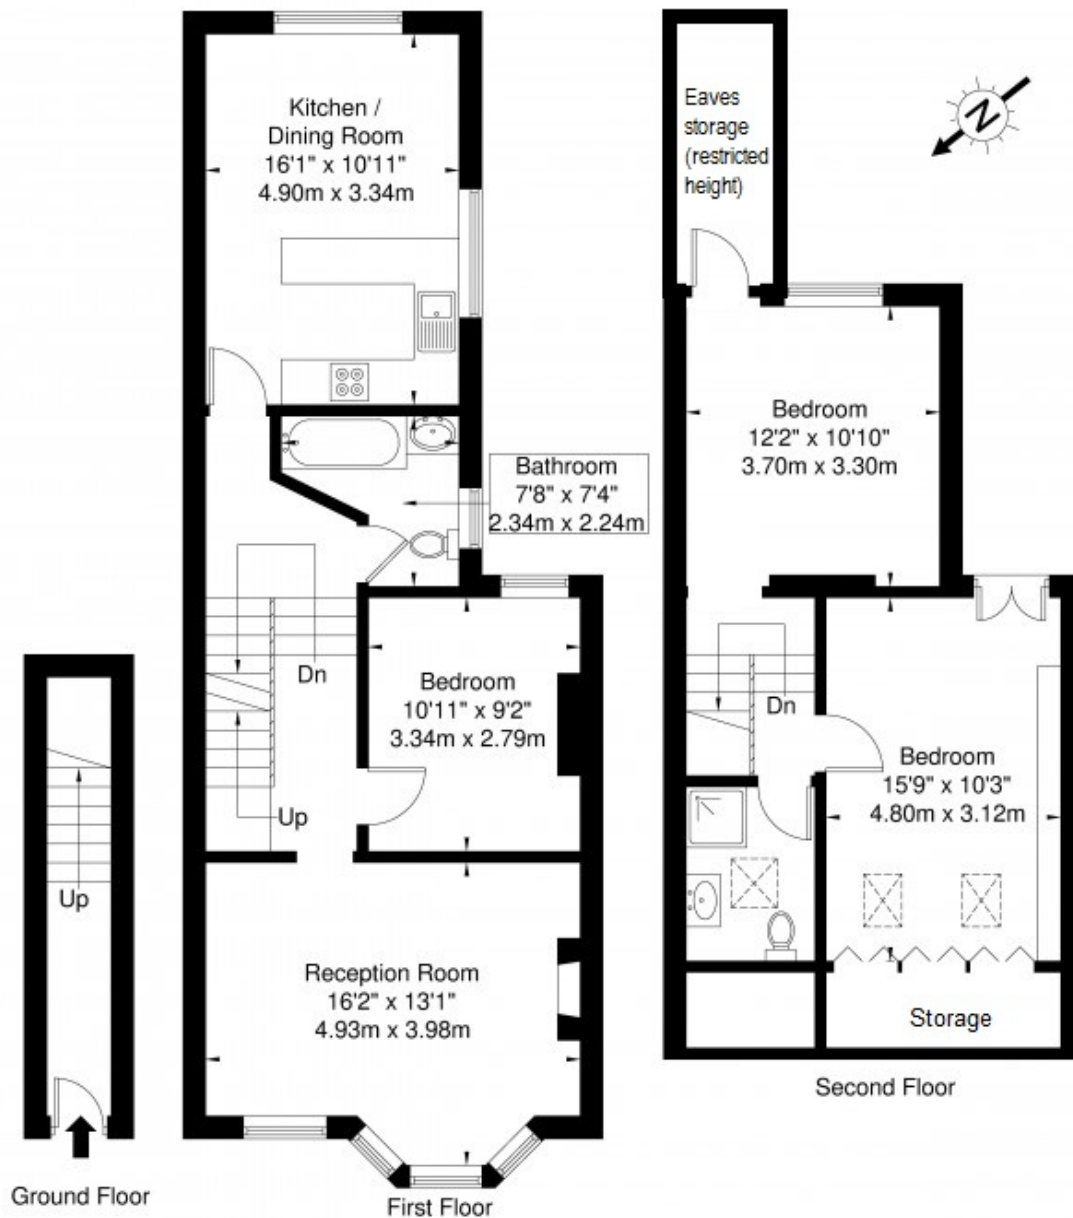 Kitchen /
Dining Room
16'1" x 10'11"
4.90m x 3.34m
Bathroom
7'8" x 7'4"
2.34m x 2.24m
Dn
Up
Bedroom
10'11" x 9'2"
3.34m x 2.79m
Reception Room
16'2" x 13'1"
4.93m x 3.98m
First Floor
Up
Ground Floor
Eaves
storage
(restricted
height)
N
Bedroom
12'2" x 10'10"
3.70m x 3.30m
Dn
Bedroom
15'9" x 10'3"
4.80m x 3.12m
Storage
Second Floor